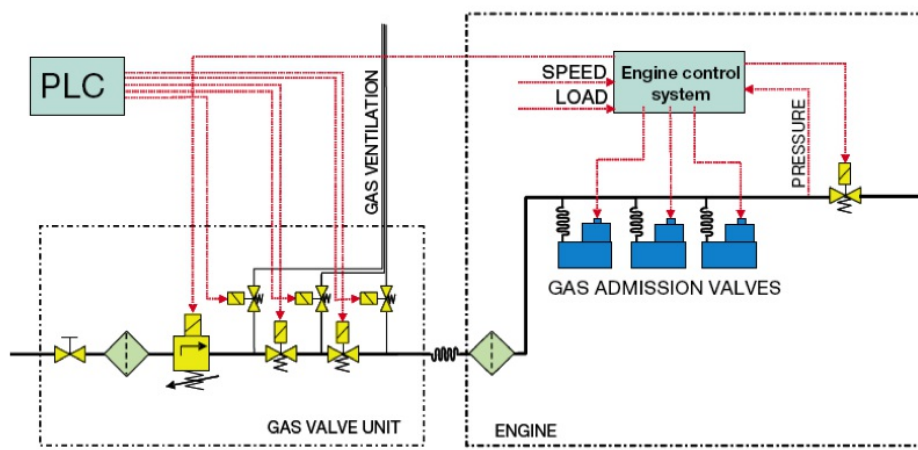 PLC
GAS VENTILATION
SPEED
LOAD
Engine control
system
PRESSURE
GAS ADMISSION VALVES
GAS VALVE UNIT
ENGINE